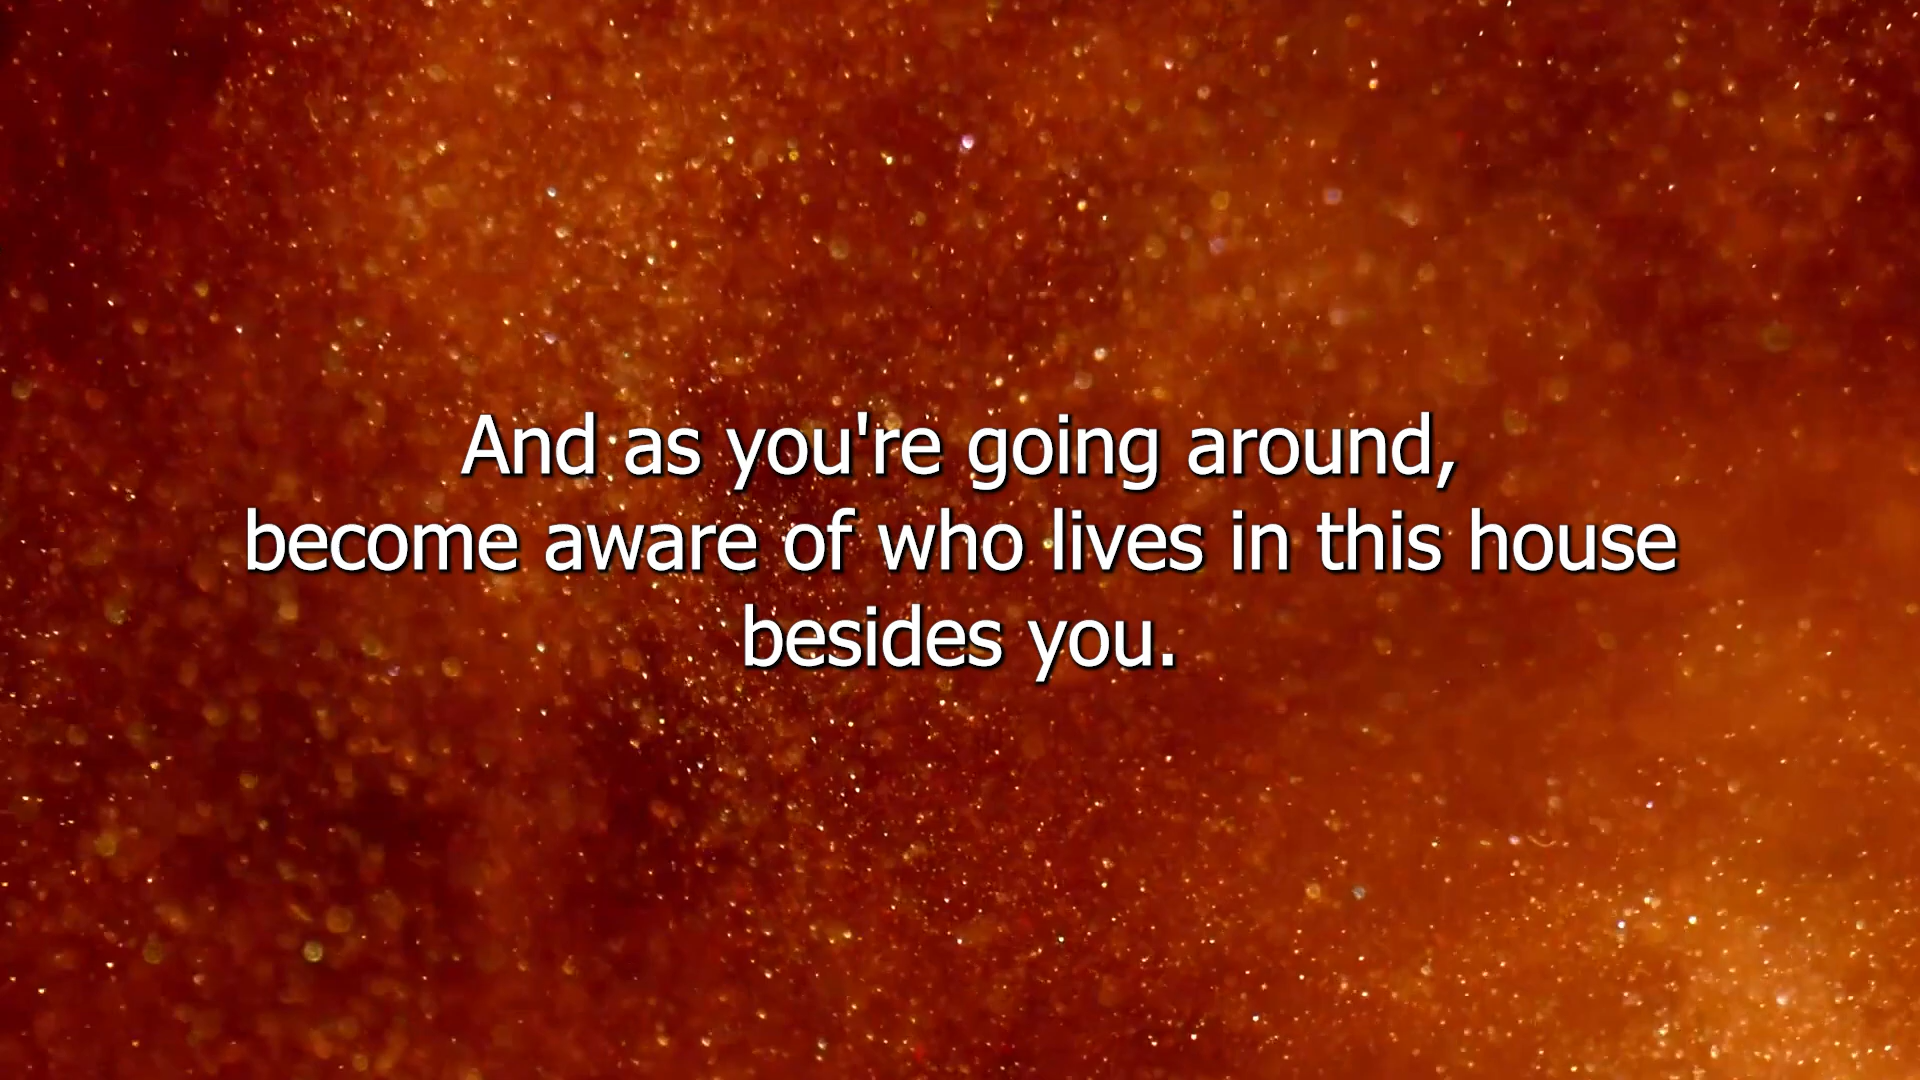 And as you're going around,
become aware of who lives in this house
besides you.